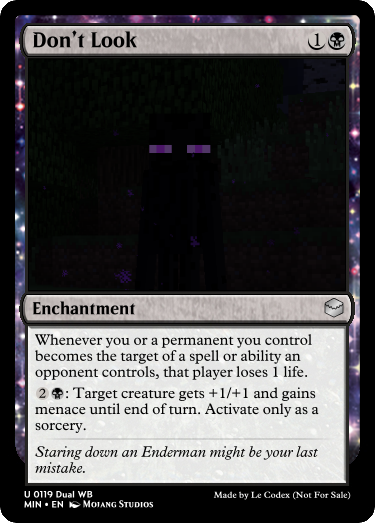 Don't Look 1
Enchantment
Whenever you or a permanent you control
becomes the target of a spell or ability an
opponent controls, that player loses 1 life.
2 : Target creature gets +1/+1 and gains
menace until end of turn. Activate only as a
sorcery.
Staring down an Enderman might be your last
mistake.
U 0119 Dual WB
MIN • EN Mojang Studios
Made by Le Codex (Not For Sale)